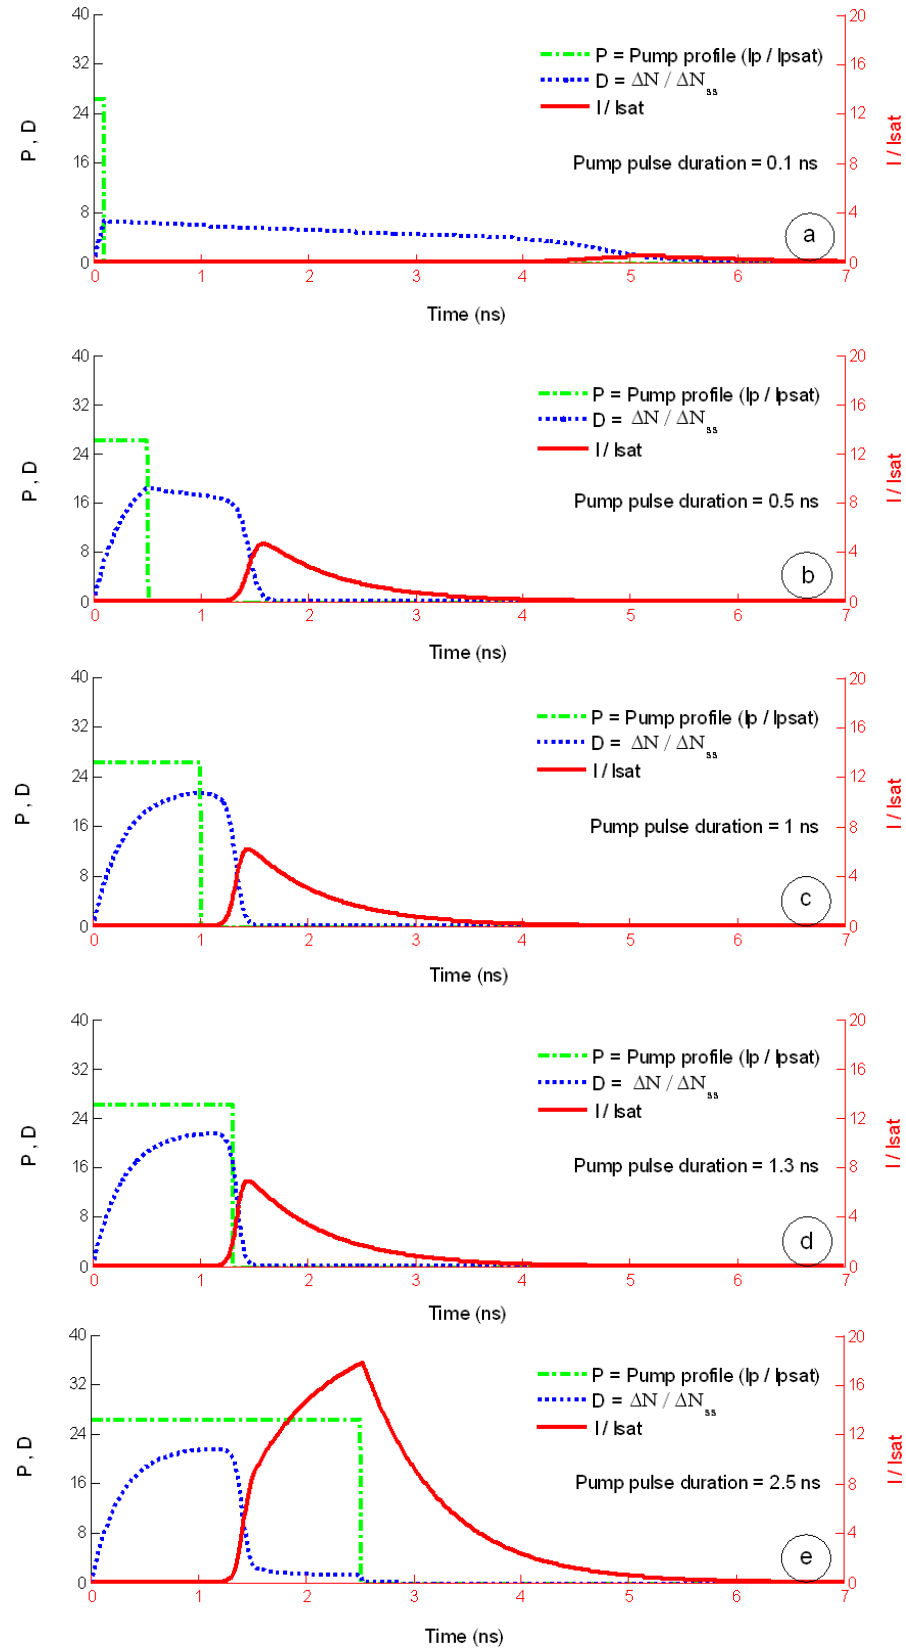 40
20
P = Pump profile (Ip / Ipsat)
32
16
D = ΔN / ΔNss
I / Isat
24
12
P , D
I / Isat
Pump pulse duration = 0.1 ns
16
8
8
4
a
0
0
0 1 2 3 4 5 6 7
Time (ns)
40
20
P = Pump profile (Ip / Ipsat)
32
16
D = ΔN / ΔNss
I / Isat
24
12
P , D
I / Isat
Pump pulse duration = 0.5 ns
16
8
8
4
b
0
0
0 1 2 3 4 5 6 7
Time (ns)
40
20
P = Pump profile (Ip / Ipsat)
32
16
D = ΔN / ΔNss
I / Isat
24
12
P , D
I / Isat
Pump pulse duration = 1 ns
16
8
8
4
c
0
0
0 1 2 3 4 5 6 7
Time (ns)
40
20
P = Pump profile (Ip / Ipsat)
32
16
D = ΔN / ΔNss
I / Isat
24
12
P , D
I / Isat
Pump pulse duration = 1.3 ns
16
8
8
4
d
0
0
0 1 2 3 4 5 6 7
Time (ns)
40
20
P = Pump profile (Ip / Ipsat)
32
16
D = ΔN / ΔNss
I / Isat
24
12
P , D
I / Isat
Pump pulse duration = 2.5 ns
16
8
8
4
e
0
0
0 1 2 3 4 5 6 7
Time (ns)